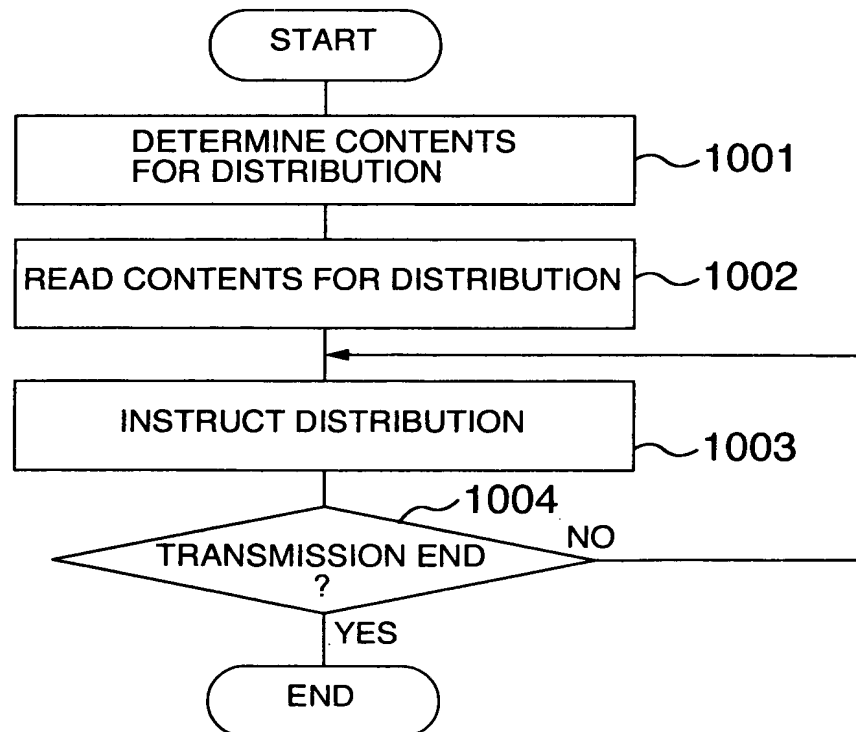 START
DETERMINE CONTENTS
FOR DISTRIBUTION
1001
READ CONTENTS FOR DISTRIBUTION
1002
INSTRUCT DISTRIBUTION
1003
1004
TRANSMISSION END
?
NO
YES
END